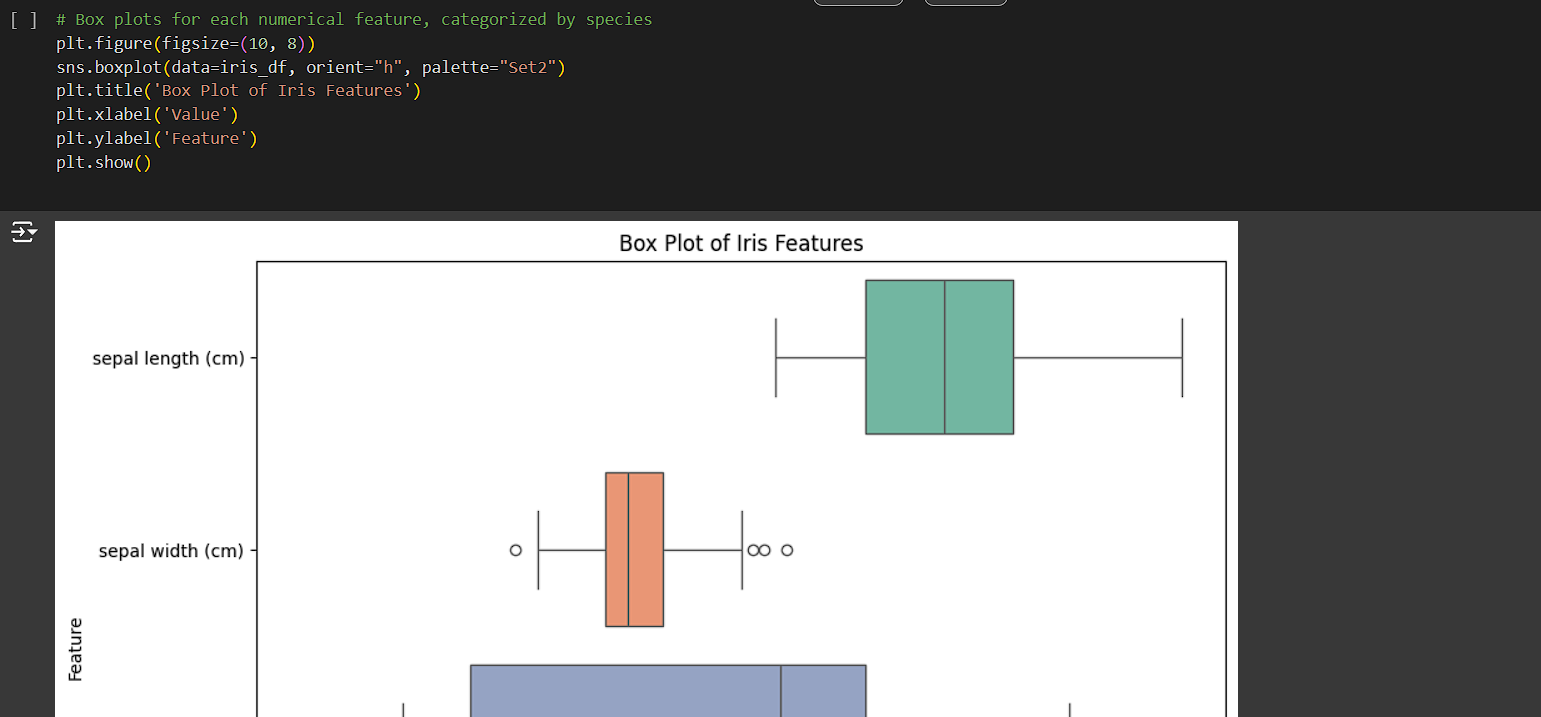 [ ] # Box plots for each numerical feature, categorized by species
plt.figure(figsize=(10, 8))
sns.boxplot(data=iris_df, orient="h", palette="Set2")
plt.title('Box Plot of Iris Features')
plt.xlabel('Value')
plt.ylabel('Feature')
plt.show()
Box Plot of Iris Features
sepal length (cm)
sepal width (cm)
Feature